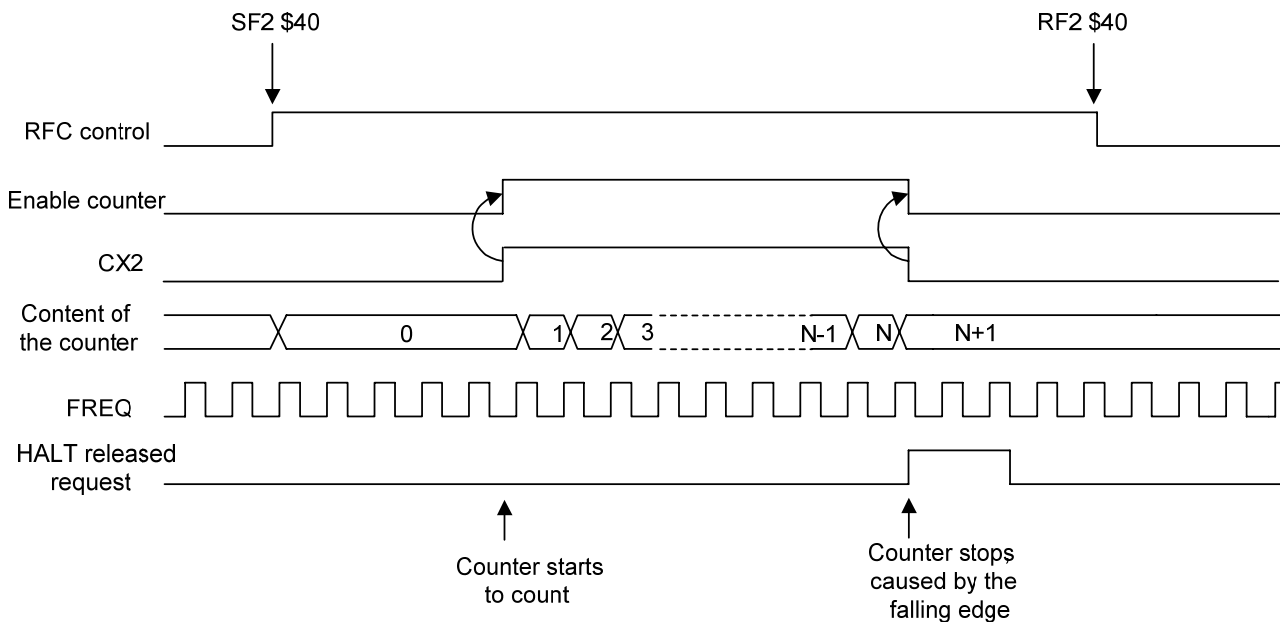 SF2 $40
RF2 $40
RFC control
Enable counter
CX2
Content of
the counter
0
1
2
3
N-1
N
N+1
FREQ
HALT released
request
Counter starts
to count
Counter stops
caused by the
falling edge